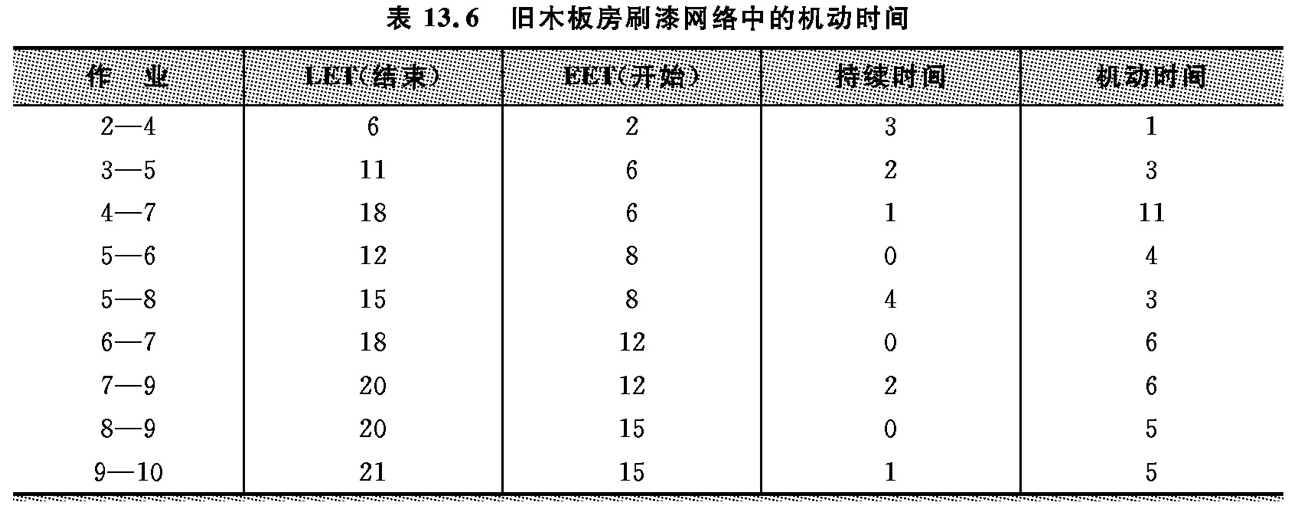 表 13.6 旧木板房刷漆网络中的机动时间
作 业 LET(结束) EET(开始) 持续时间 机动时间
2—4 6 2 3 1
3—5 11 6 2 3
4—7 18 6 1 11
5—6 12 8 0 4
5—8 15 8 4 3
6—7 18 12 0 6
7—9 20 12 2 6
8—9 20 15 0 5
9—10 21 15 1 5